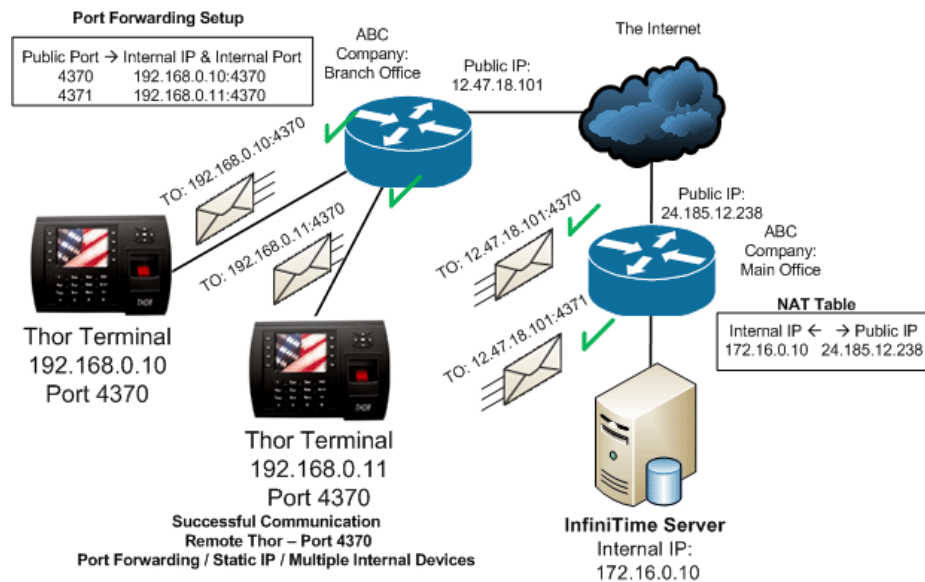 Port Forwarding Setup
Public Port → Internal IP & Internal Port
4370 192.168.0.10:4370
4371 192.168.0.11:4370
ABC
Company:
Branch Office
Public IP:
12.47.18.101
The Internet
TO: 192.168.0.10:4370
TO: 192.168.0.11:4370
THOR
Thor Terminal
192.168.0.10
Port 4370
THOR
Thor Terminal
192.168.0.11
Port 4370
Public IP:
24.185.12.238
ABC
Company:
Main Office
TO: 12.47.18.101:4370
TO: 12.47.18.101:4371
NAT Table
Internal IP ← → Public IP
172.16.0.10 24.185.12.238
InfiniTime Server
Internal IP:
172.16.0.10
Successful Communication
Remote Thor – Port 4370
Port Forwarding / Static IP / Multiple Internal Devices